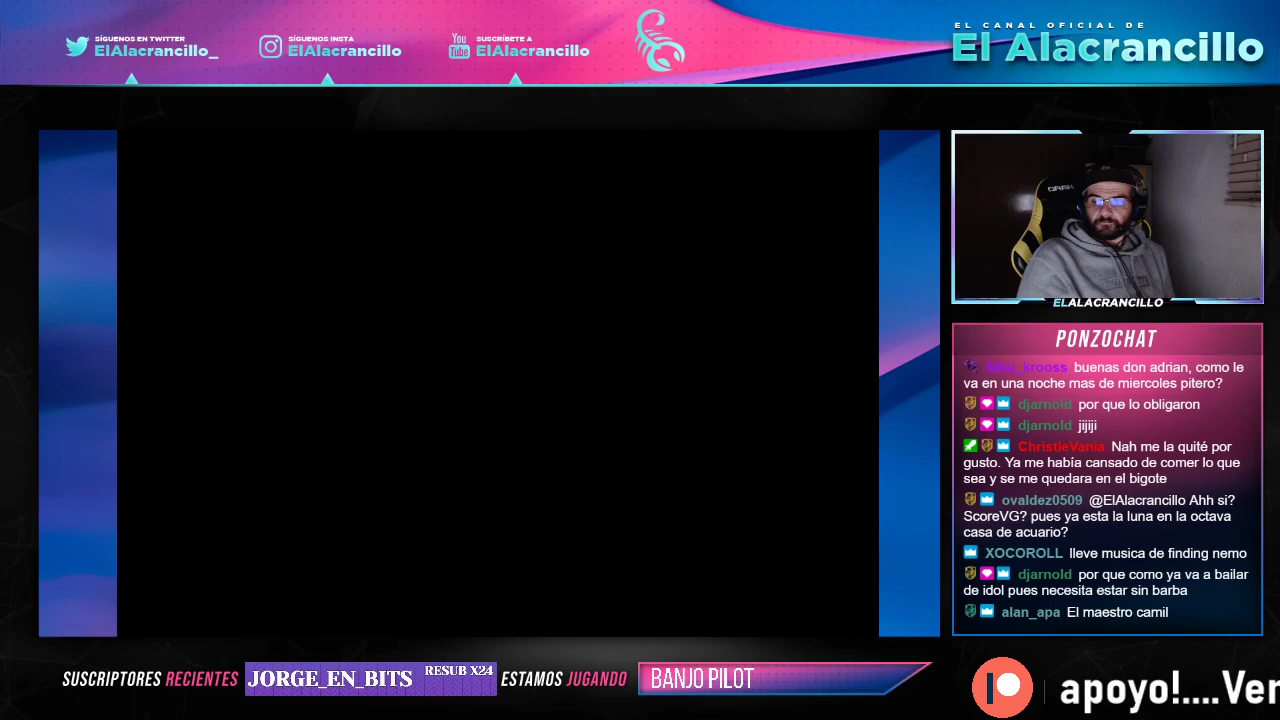 SÍGUENOS EN TWITTER
ElAlacrancillo_
SÍGUENOS INSTA
ElAlacrancillo
You
Tube
SUSCRÍBETE A
ElAlacrancillo
EL CANAL OFICIAL DE
El Alacrancillo
ELALACRANCILLO
PONZOCHAT
buenas don adrian, como le
va en una noche mas de miercoles pitero?
djarnold por que lo obligaron
djarnold jijiji
ChristleVania Nah me la quité por
gusto. Ya me había cansado de comer lo que
sea y se me quedara en el bigote
ovaldez0509 @ElAlacrancillo Ahh si?
ScoreVG? pues ya esta la luna en la octava
casa de acuario?
XOCOROLL lleve musica de finding nemo
djarnold por que como ya va a bailar
de idol pues necesita estar sin barba
alan_apa El maestro camil
SUSCRIPTORES RECIENTES
JORGE_EN_BITS
RESUB X24
ESTAMOS JUGANDO
BANJO PILOT
apoyo!....Ver